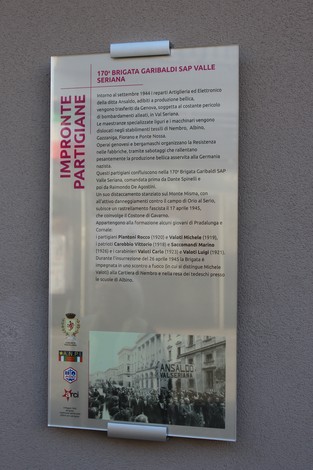 IMPRONTE
PARTIGIANE
170ª BRIGATA GARIBALDI SAP VALLE
SERIANA
Intorno al settembre 1944 i reparti Artiglieria ed Elettronico
della ditta Ansaldo, adibiti a produzione bellica,
vengono trasferiti da Genova, soggetta al costante pericolo
di bombardamenti alleati, in Val Seriana.
Le maestranze specializzate liguri e i macchinari vengono
dislocati negli stabilimenti tessili di Nembro, Albino,
Gazzaniga, Fiorano e Ponte Nossa.
Operai genovesi e bergamaschi organizzano la Resistenza
nelle fabbriche, tramite sabotaggi che rallentano
pesantemente la produzione bellica asservita alla Germania
nazista.
Questi partigiani confluiscono nella 170ª Brigata Garibaldi SAP
Valle Seriana, comandata prima da Dante Spinelli e
poi da Raimondo De Agostini.
Un suo distaccamento stanziato sul Monte Misma, con
all'attivo danneggiamenti contro il campo di Orio al Serio,
subisce un rastrellamento fascista il 17 aprile 1945,
che coinvolge il Costone di Gavarno.
Appartengono alla formazione alcuni giovani di Pradalunga e
Cornale:
i partigiani Piantoni Rocco (1920) e Valoti Michele (1919),
i patrioti Carobbio Vittorio (1919) e Saccomandi Marino
(1926) e i carabinieri Valoti Carlo (1923) e Valoti Luigi (1921).
Durante l'insurrezione del 26 aprile 1945 la Brigata è
impegnata in uno scontro a fuoco (in cui si distingue Michele
Valoti) alla Cartiera di Nembro e nella resa dei tedeschi presso
le scuole di Albino.
ANSALDO
VALSERIANA